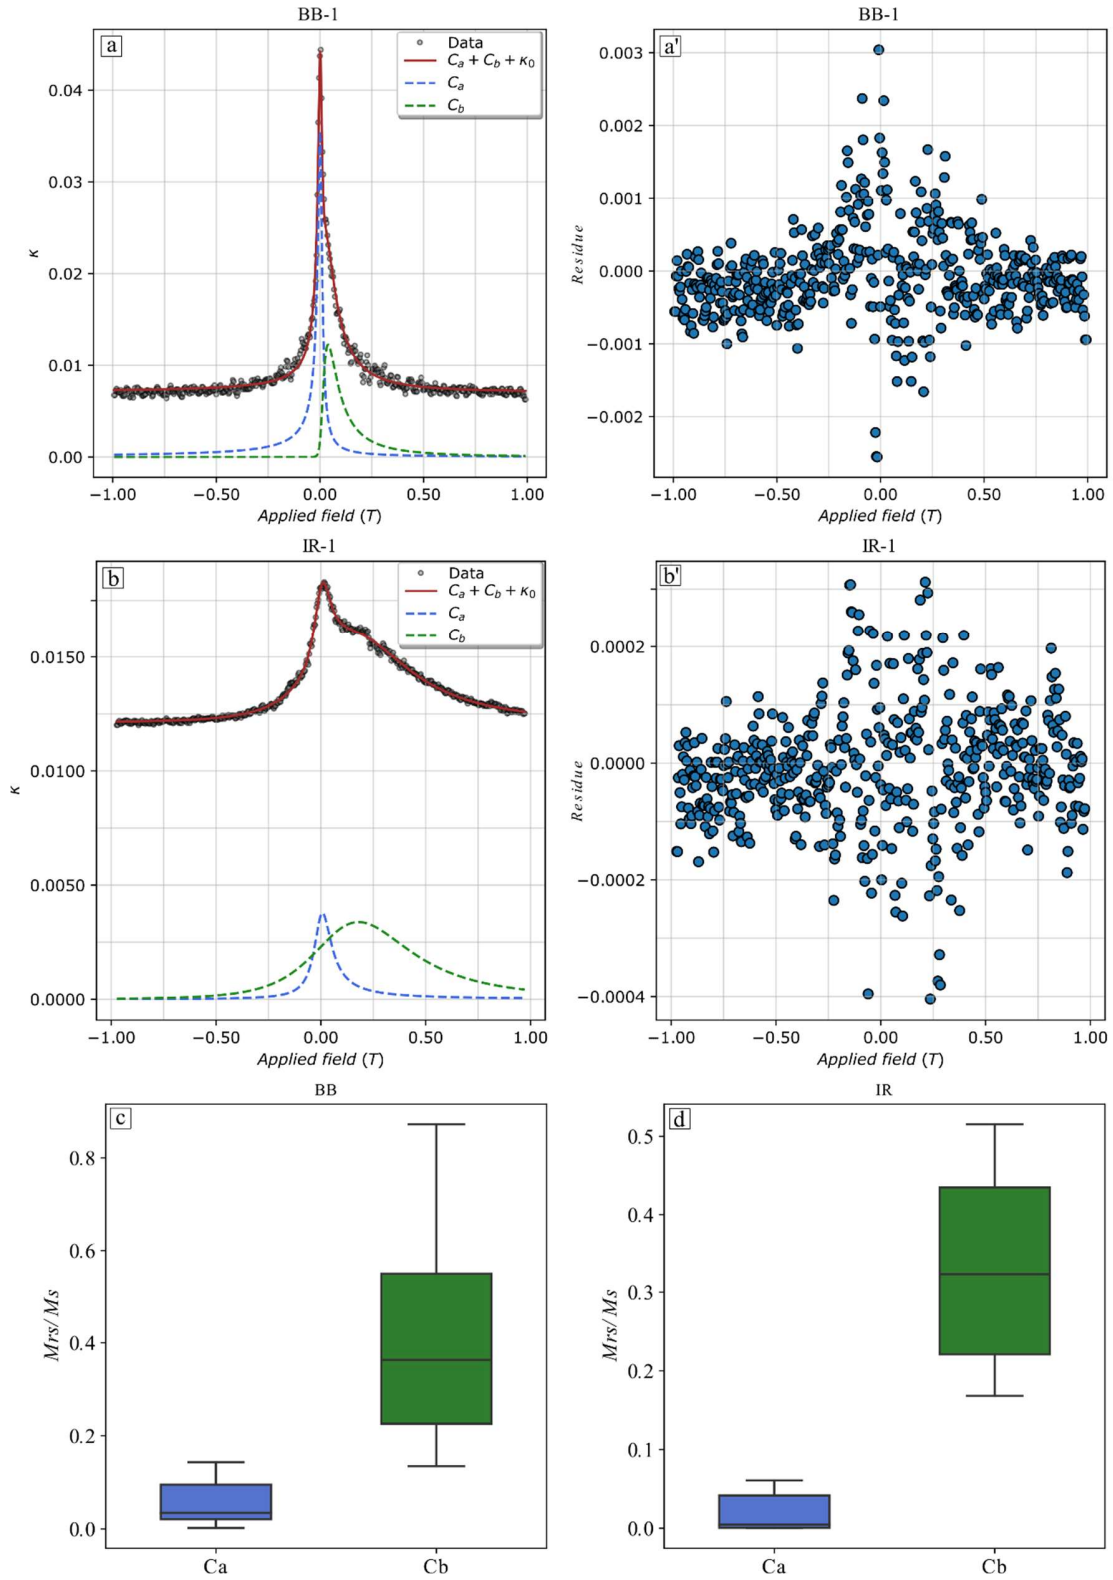 BB-1
a
Data
Ca + Cb + κ0
Ca
Cb
0.04
0.03
0.02
0.01
0.00
κ
−1.00 −0.50 0.00 0.50 1.00
Applied field (T)
BB-1
a'
0.003
0.002
0.001
0.000
−0.001
−0.002
Residue
−1.00 −0.50 0.00 0.50 1.00
Applied field (T)
IR-1
b
Data
Ca + Cb + κ0
Ca
Cb
0.0150
0.0100
0.0050
0.0000
κ
−1.00 −0.50 0.00 0.50 1.00
Applied field (T)
IR-1
b'
0.0002
0.0000
−0.0002
−0.0004
Residue
−1.00 −0.50 0.00 0.50 1.00
Applied field (T)
BB
c
0.8
0.6
0.4
0.2
0.0
Mrs/Ms
Ca Cb
IR
d
0.5
0.4
0.3
0.2
0.1
0.0
Mrs/Ms
Ca Cb